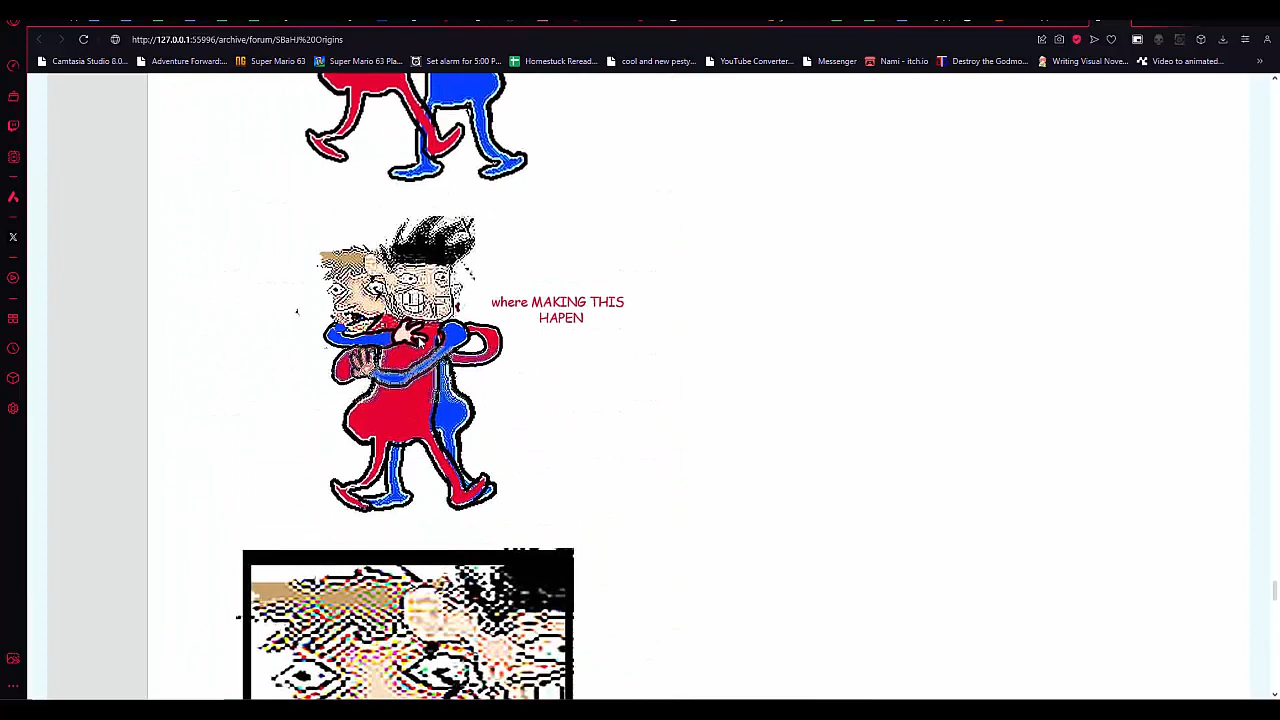 http://127.0.0.1:55996/archive/forum/SBaHJ%20Origins
Camtasia Studio 8.0...
Adventure Forward:...
Super Mario 63
Super Mario 63 Pla...
Set alarm for 5:00 P...
Homestuck Reread...
cool and new pesty...
YouTube Converter...
Messenger
Nami - itch.io
Destroy the Godmo...
Writing Visual Nove...
Video to animated...
where MAKING THIS
HAPEN